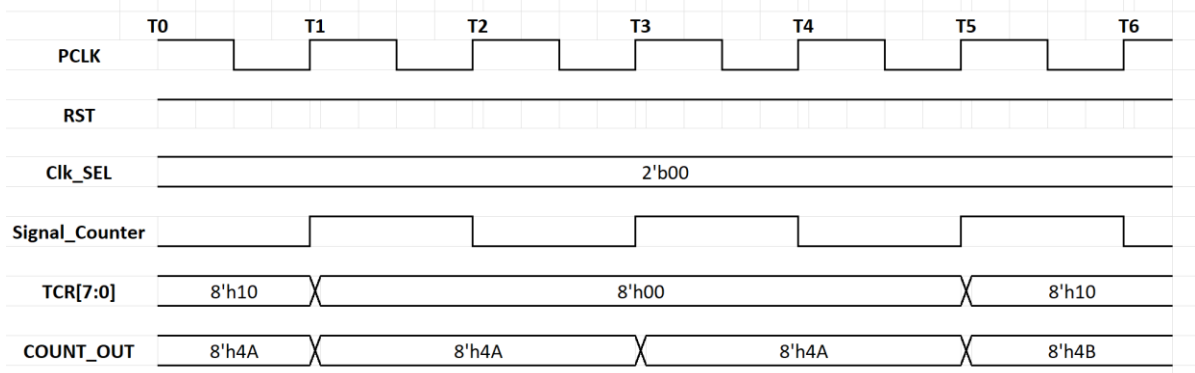 T0 T1 T2 T3 T4 T5 T6
PCLK
RST
Clk_SEL 2'b00
Signal_Counter
TCR[7:0] 8'h10 8'h00 8'h10
COUNT_OUT 8'h4A 8'h4A 8'h4A 8'h4B